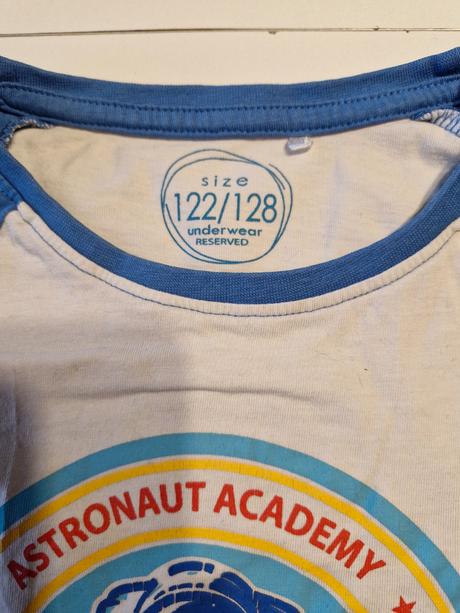 size
122/128
underwear
RESERVED
ASTRONAUT ACADEMY